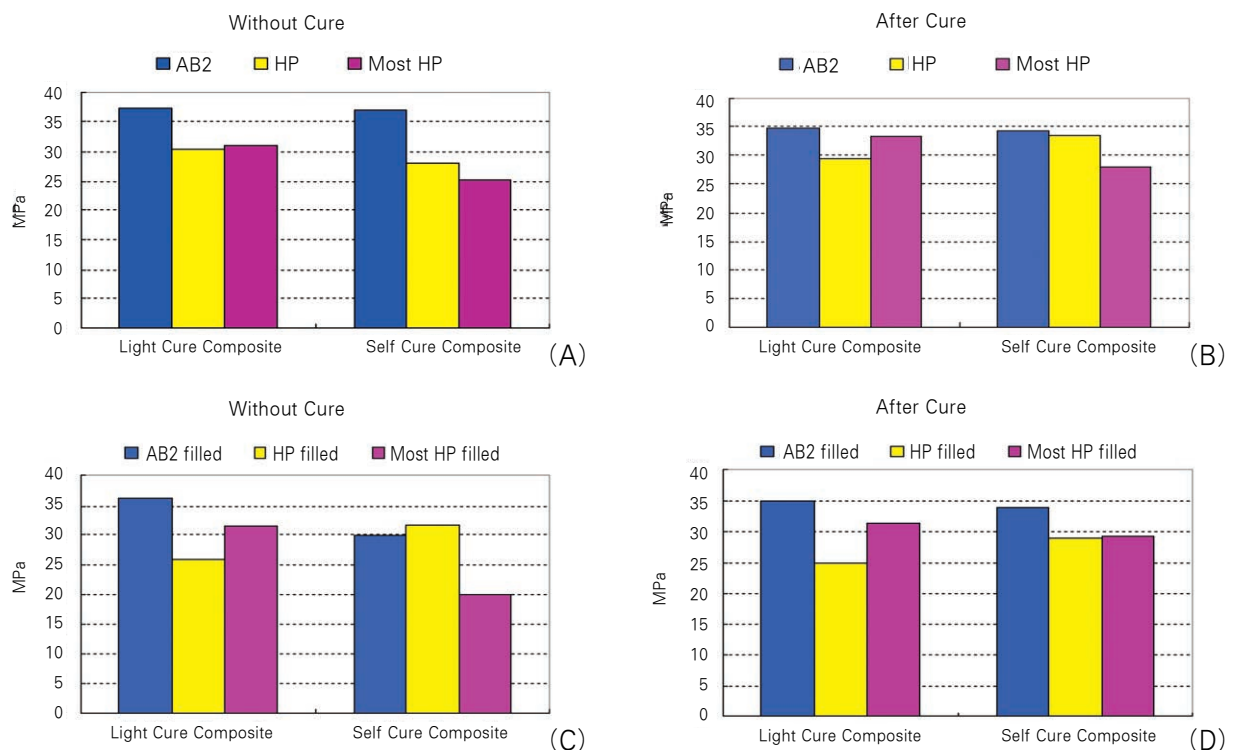 Without Cure
AB2 HP Most HP
40
35
30
25
20
15
10
5
0
MPa
Light Cure Composite Self Cure Composite
(A)
After Cure
AB2 HP Most HP
40
35
30
25
20
15
10
5
0
MPa
Light Cure Composite Self Cure Composite
(B)
Without Cure
AB2 filled HP filled Most HP filled
40
35
30
25
20
15
10
5
0
MPa
Light Cure Composite Self Cure Composite
(C)
After Cure
AB2 filled HP filled Most HP filled
40
35
30
25
20
15
10
5
0
MPa
Light Cure Composite Self Cure Composite
(D)